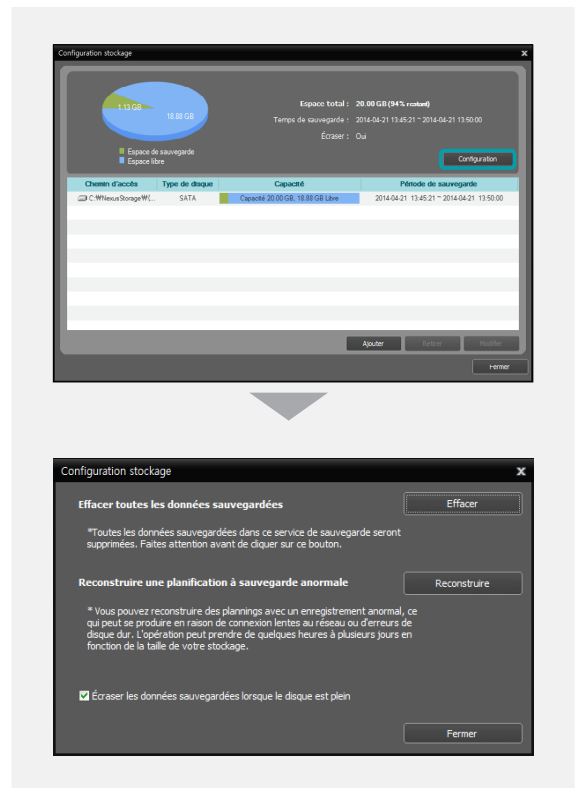 Configuration stockage x
1.13 GB
18.88 GB
Espace de sauvegarde
Espace libre
Espace total : 20.00 GB (94% restant)
Temps de sauvegarde : 2014-04-21 13:45:21 ~ 2014-04-21 13:50:00
Écraser : Oui
Configuration
Chemin d'accès Type de disque Capacité Période de sauvegarde
C:₩NexusStorage₩(... SATA Capacité 20.00 GB, 18.88 GB Libre 2014-04-21 13:45:21 ~ 2014-04-21 13:50:00
Ajouter Retirer Modifier
Fermer
Configuration stockage x
Effacer toutes les données sauvegardées Effacer
*Toutes les données sauvegardées dans ce service de sauvegarde seront
supprimées. Faites attention avant de cliquer sur ce bouton.
Reconstruire une planification à sauvegarde anormale Reconstruire
* Vous pouvez reconstruire des plannings avec un enregistrement anormal, ce
qui peut se produire en raison de connexion lentes au réseau ou d'erreurs de
disque dur. L'opération peut prendre de quelques heures à plusieurs jours en
fonction de la taille de votre stockage.
Écraser les données sauvegardées lorsque le disque est plein
Fermer